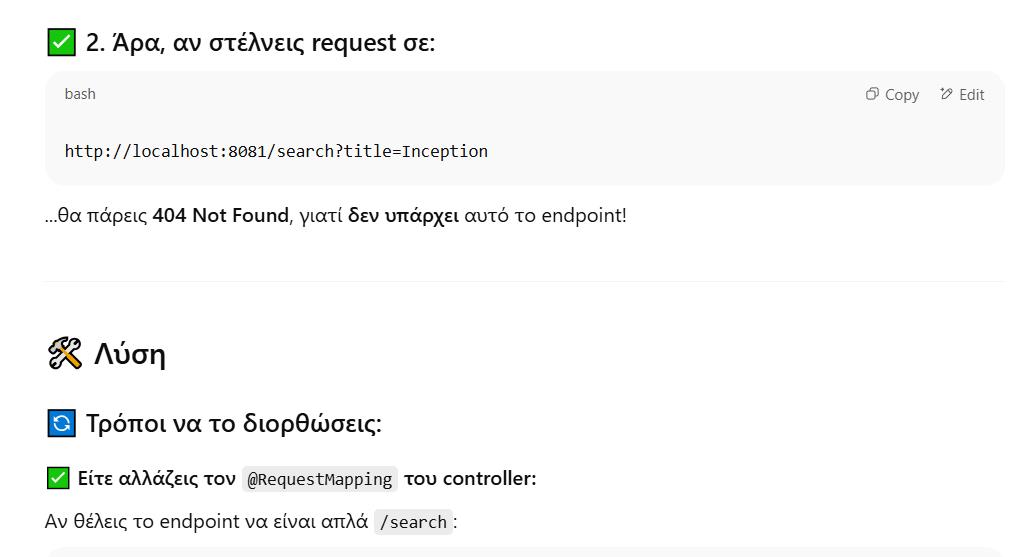 ✅ 2. Άρα, αν στέλνεις request σε:
bash
Copy
Edit
http://localhost:8081/search?title=Inception
...θα πάρεις 404 Not Found, γιατί δεν υπάρχει αυτό το endpoint!
🛠 Λύση
🔄 Τρόποι να το διορθώσεις:
✅ Είτε αλλάζεις τον @RequestMapping του controller:
Αν θέλεις το endpoint να είναι απλά /search: